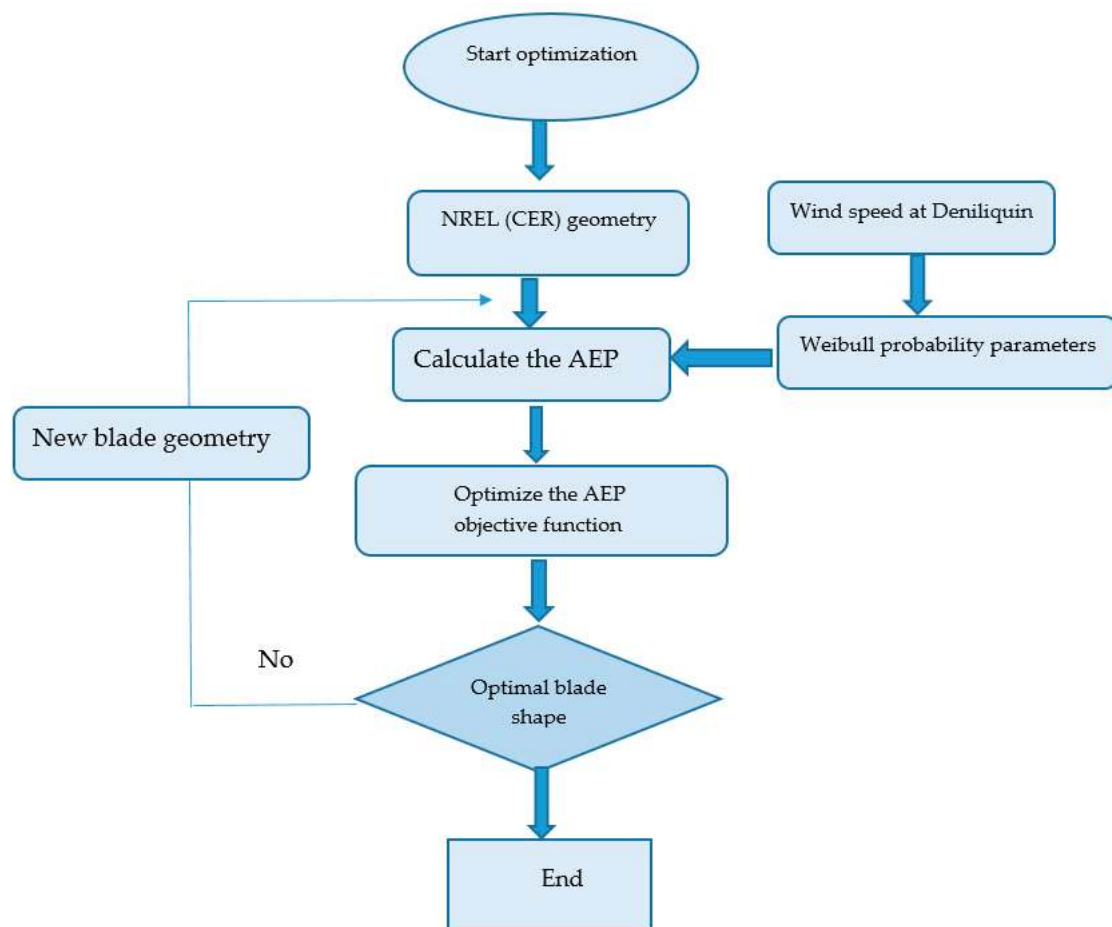 Start optimization
NREL (CER) geometry
Wind speed at Deniliquin
Calculate the AEP
Weibull probability parameters
New blade geometry
Optimize the AEP
objective function
No
Optimal blade
shape
End